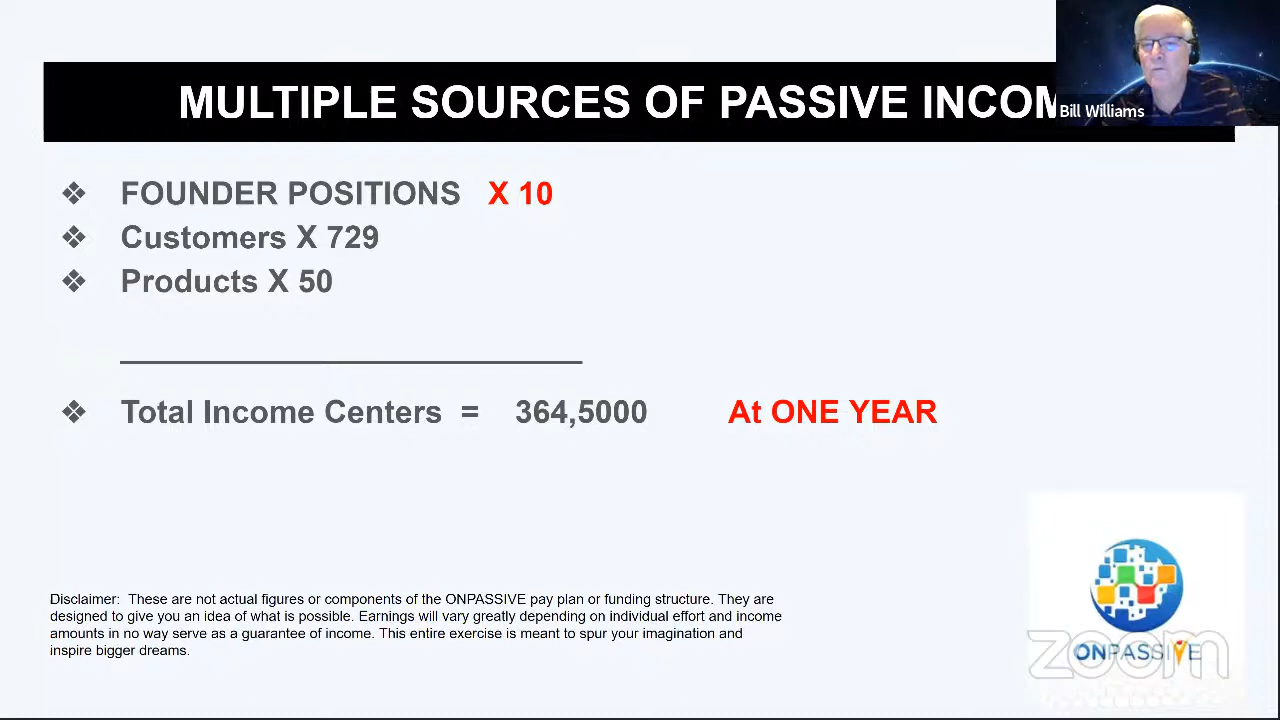 MULTIPLE SOURCES OF PASSIVE INCOM
Bill Williams
❖ FOUNDER POSITIONS X 10
❖ Customers X 729
❖ Products X 50
❖ Total Income Centers = 364,5000 At ONE YEAR
Disclaimer: These are not actual figures or components of the ONPASSIVE pay plan or funding structure. They are
designed to give you an idea of what is possible. Earnings will vary greatly depending on individual effort and income
amounts in no way serve as a guarantee of income. This entire exercise is meant to spur your imagination and
inspire bigger dreams.
ONPASSIVE
zoom